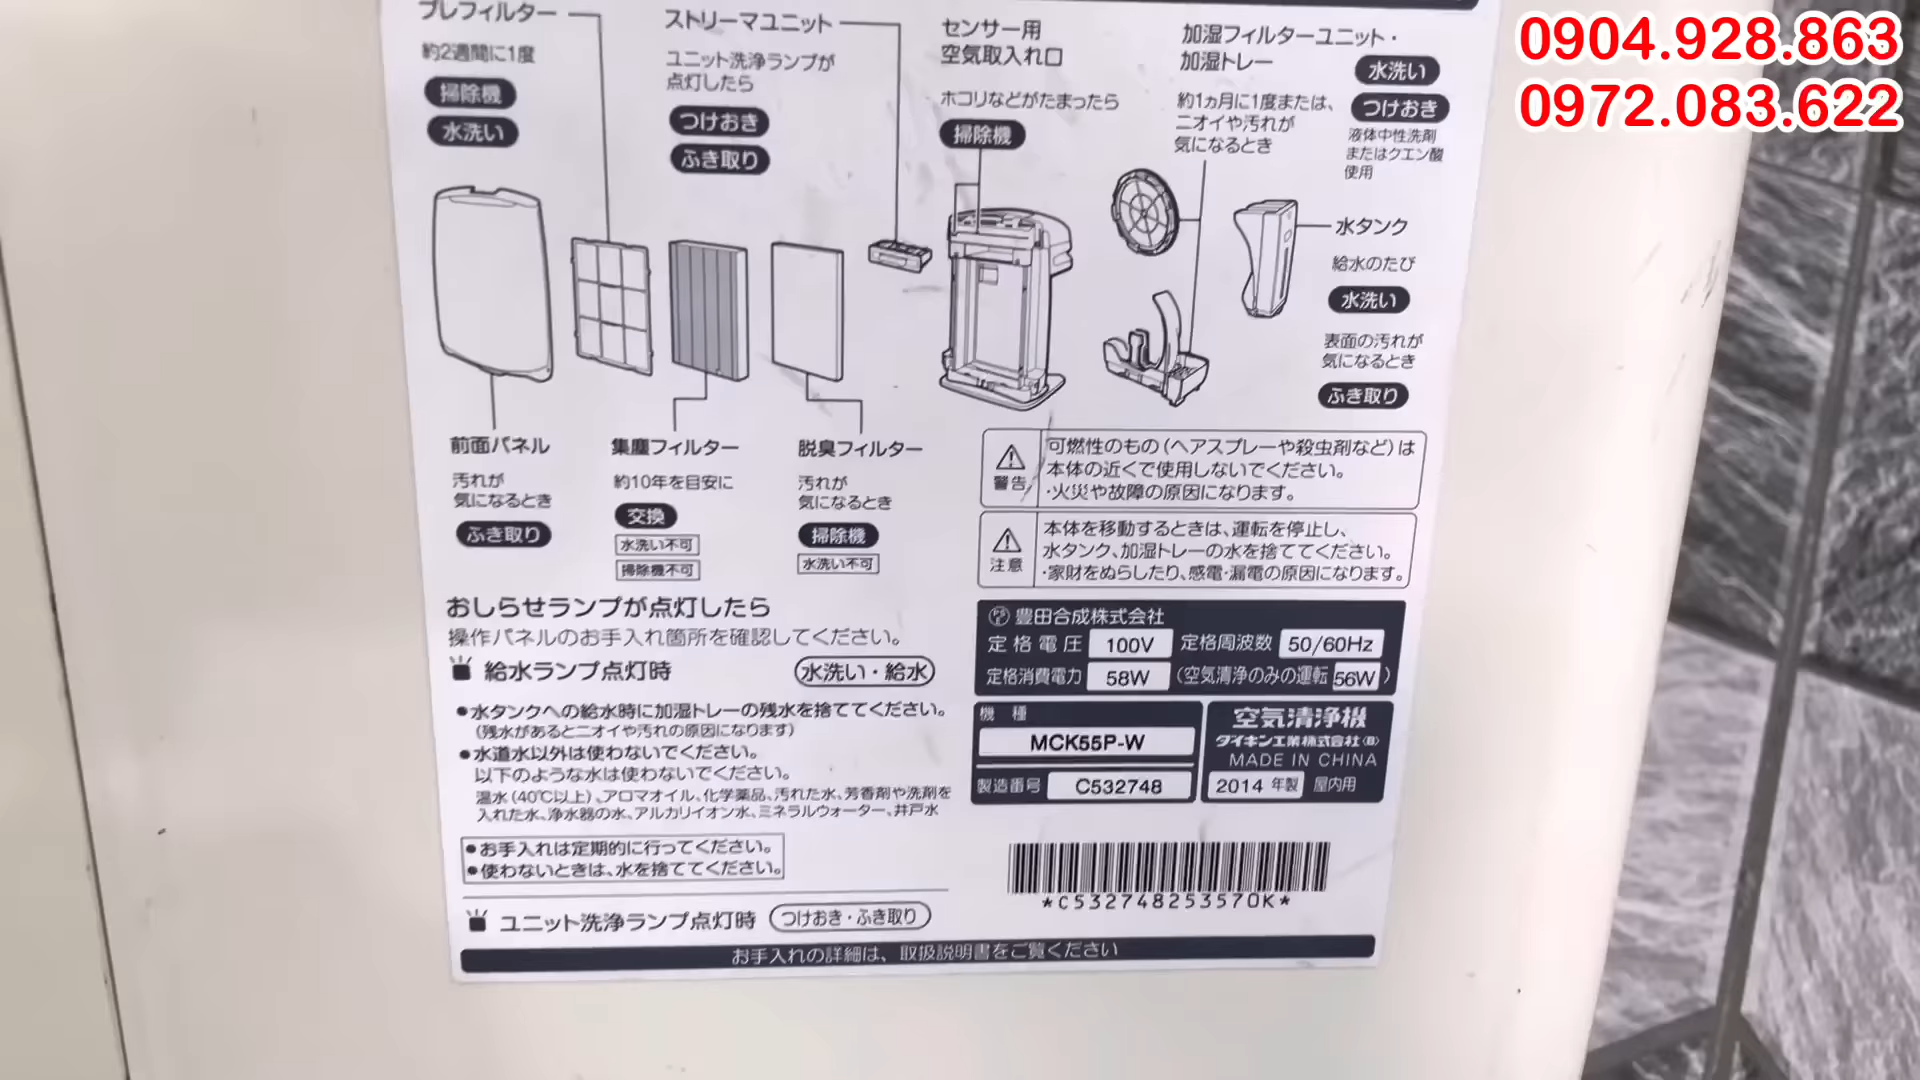 0904.928.863
0972.083.622
プレフィルター
約2週間に1度
掃除機
水洗い
ストリーマユニット
ユニット洗浄ランプが
点灯したら
つけおき
ふき取り
センサー用
空気取入れ口
ホコリなどがたまったら
掃除機
加湿フィルターユニット・
加湿トレー
約1ヵ月に1度または、
ニオイや汚れが
気になるとき
水洗い
つけおき
液体中性洗剤
またはクエン酸
使用
水タンク
給水のたび
水洗い
表面の汚れが
気になるとき
ふき取り
前面パネル
汚れが
気になるとき
ふき取り
集塵フィルター
約10年を目安に
交換
水洗い不可
掃除機不可
脱臭フィルター
汚れが
気になるとき
掃除機
水洗い不可
警告
可燃性のもの(ヘアスプレーや殺虫剤など)は
本体の近くで使用しないでください。
・火災や故障の原因になります。
注意
本体を移動するときは、運転を停止し、
水タンク、加湿トレーの水を捨ててください。
・家財をぬらしたり、感電・漏電の原因になります。
おしらせランプが点灯したら
操作パネルのお手入れ箇所を確認してください。
給水ランプ点灯時 水洗い・給水
●水タンクへの給水時に加湿トレーの残水を捨ててください。
(残水があるとニオイや汚れの原因になります)
●水道水以外は使わないでください。
以下のような水は使わないでください。
温水(40℃以上)、アロマオイル、化学薬品、汚れた水、芳香剤や洗剤を
入れた水、浄水器の水、アルカリイオン水、ミネラルウォーター、井戸水
●お手入れは定期的に行ってください。
●使わないときは、水を捨ててください。
ユニット洗浄ランプ点灯時 つけおき・ふき取り
お手入れの詳細は、取扱説明書をご覧ください
PS E 豊田合成株式会社
定格電圧 100V 定格周波数 50/60Hz
定格消費電力 58W (空気清浄のみの運転 56W)
機種
MCK55P-W
製造番号 C532748
空気清浄機
ダイキン工業株式会社〈B〉
MADE IN CHINA
2014 年製 屋内用
*C53274825357OK*